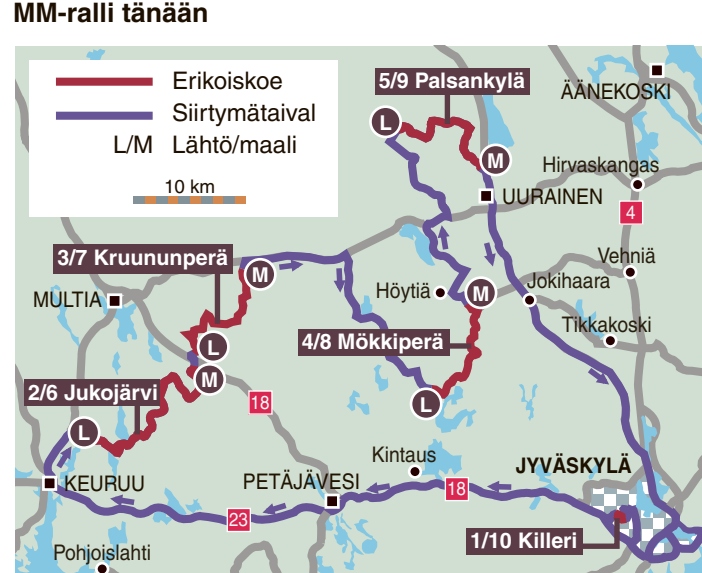 MM-ralli tänään
Erikoiskoe
Siirtymätaival
L/M Lähtö/maali
10 km
5/9 Palsankylä
ÄÄNEKOSKI
L
M
Hirvaskangas
UURAINEN
4
3/7 Kruununperä
M
Vehniä
MULTIA
Höytiä
M
Jokihaara
Tikkakoski
4/8 Mökkiperä
L
M
2/6 Jukojärvi
18
L
L
Kintaus
JYVÄSKYLÄ
KEURUU
PETÄJÄVESI
18
23
1/10 Killeri
Pohjoislahti